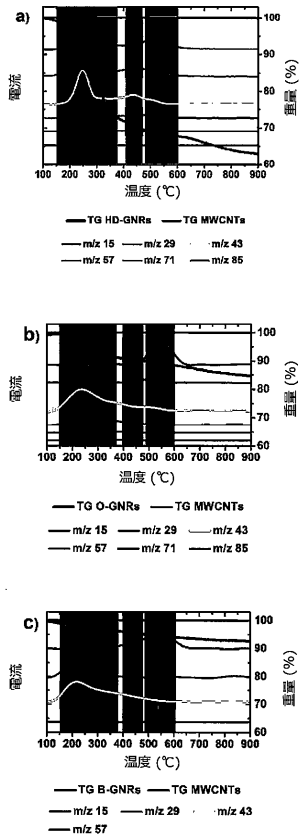 a)
100
90
80
70
60
電流
重量 (%)
100 200 300 400 500 600 700 800 900
温度 (℃)
TG HD-GNRs TG MWCNTs
m/z 15 m/z 29 m/z 43
m/z 57 m/z 71 m/z 85
b)
100
90
80
70
60
電流
重量 (%)
100 200 300 400 500 600 700 800 900
温度 (℃)
TG O-GNRs TG MWCNTs
m/z 15 m/z 29 m/z 43
m/z 57 m/z 71 m/z 85
c)
100
90
80
70
60
電流
重量 (%)
100 200 300 400 500 600 700 800 900
温度 (℃)
TG B-GNRs TG MWCNTs
m/z 15 m/z 29 m/z 43
m/z 57